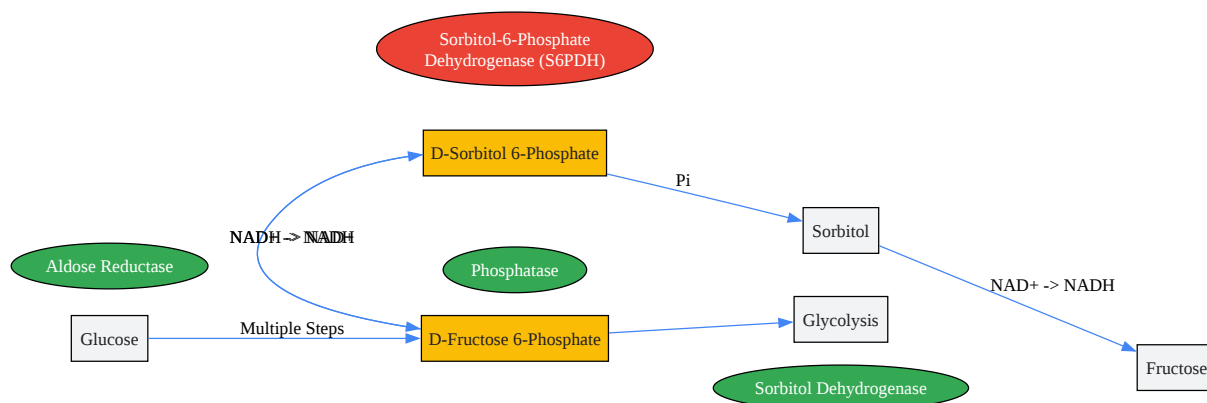 Sorbitol-6-Phosphate
Dehydrogenase (S6PDH)
D-Sorbitol 6-Phosphate
Pi
Sorbitol
Aldose Reductase
Phosphatase
NAD+ -> NADH
Glucose
Multiple Steps
D-Fructose 6-Phosphate
Glycolysis
Sorbitol Dehydrogenase
Fructose